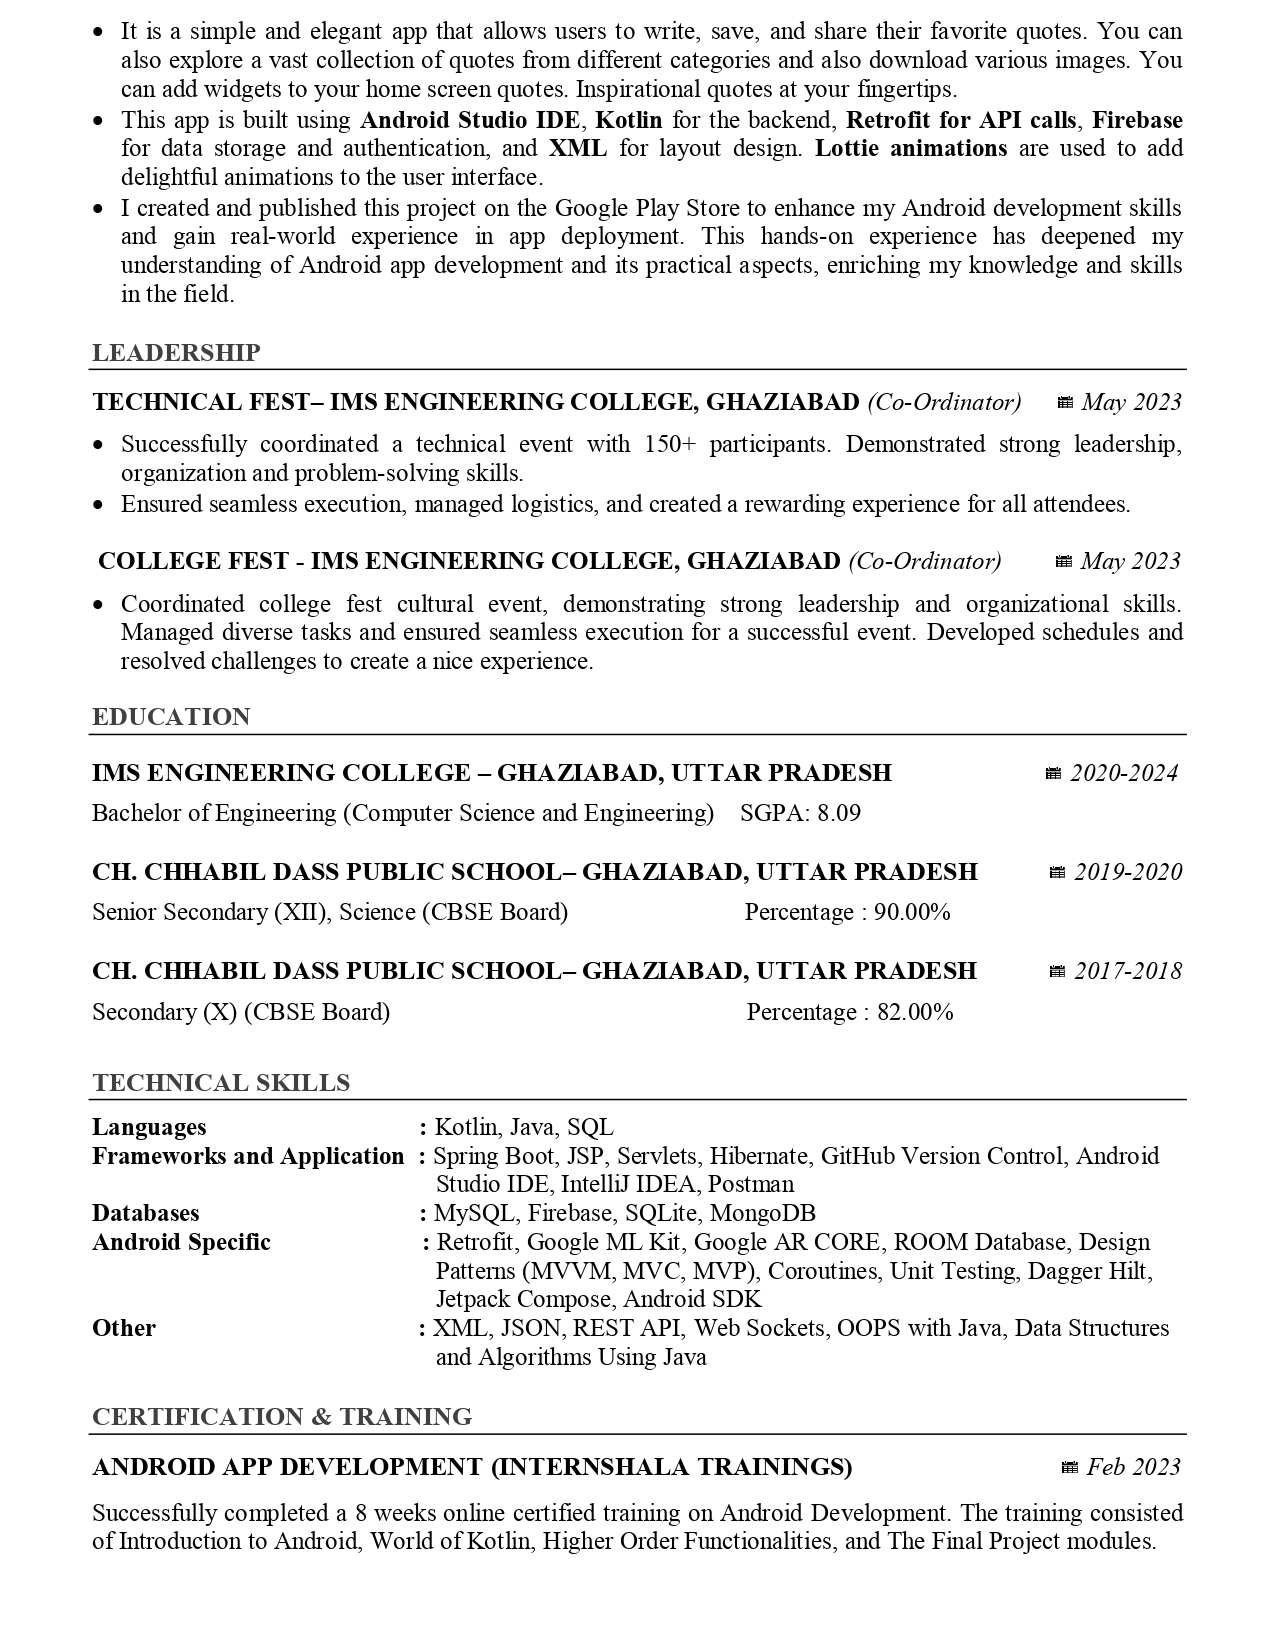 • It is a simple and elegant app that allows users to write, save, and share their favorite quotes. You can
also explore a vast collection of quotes from different categories and also download various images. You
can add widgets to your home screen quotes. Inspirational quotes at your fingertips.
• This app is built using Android Studio IDE, Kotlin for the backend, Retrofit for API calls, Firebase
for data storage and authentication, and XML for layout design. Lottie animations are used to add
delightful animations to the user interface.
• I created and published this project on the Google Play Store to enhance my Android development skills
and gain real-world experience in app deployment. This hands-on experience has deepened my
understanding of Android app development and its practical aspects, enriching my knowledge and skills
in the field.
LEADERSHIP
TECHNICAL FEST– IMS ENGINEERING COLLEGE, GHAZIABAD (Co-Ordinator) May 2023
• Successfully coordinated a technical event with 150+ participants. Demonstrated strong leadership,
organization and problem-solving skills.
• Ensured seamless execution, managed logistics, and created a rewarding experience for all attendees.
COLLEGE FEST - IMS ENGINEERING COLLEGE, GHAZIABAD (Co-Ordinator) May 2023
• Coordinated college fest cultural event, demonstrating strong leadership and organizational skills.
Managed diverse tasks and ensured seamless execution for a successful event. Developed schedules and
resolved challenges to create a nice experience.
EDUCATION
IMS ENGINEERING COLLEGE – GHAZIABAD, UTTAR PRADESH 2020-2024
Bachelor of Engineering (Computer Science and Engineering) SGPA: 8.09
CH. CHHABIL DASS PUBLIC SCHOOL– GHAZIABAD, UTTAR PRADESH 2019-2020
Senior Secondary (XII), Science (CBSE Board) Percentage : 90.00%
CH. CHHABIL DASS PUBLIC SCHOOL– GHAZIABAD, UTTAR PRADESH 2017-2018
Secondary (X) (CBSE Board) Percentage : 82.00%
TECHNICAL SKILLS
Languages : Kotlin, Java, SQL
Frameworks and Application : Spring Boot, JSP, Servlets, Hibernate, GitHub Version Control, Android
Studio IDE, IntelliJ IDEA, Postman
Databases : MySQL, Firebase, SQLite, MongoDB
Android Specific : Retrofit, Google ML Kit, Google AR CORE, ROOM Database, Design
Patterns (MVVM, MVC, MVP), Coroutines, Unit Testing, Dagger Hilt,
Jetpack Compose, Android SDK
Other : XML, JSON, REST API, Web Sockets, OOPS with Java, Data Structures
and Algorithms Using Java
CERTIFICATION & TRAINING
ANDROID APP DEVELOPMENT (INTERNSHALA TRAININGS) Feb 2023
Successfully completed a 8 weeks online certified training on Android Development. The training consisted
of Introduction to Android, World of Kotlin, Higher Order Functionalities, and The Final Project modules.